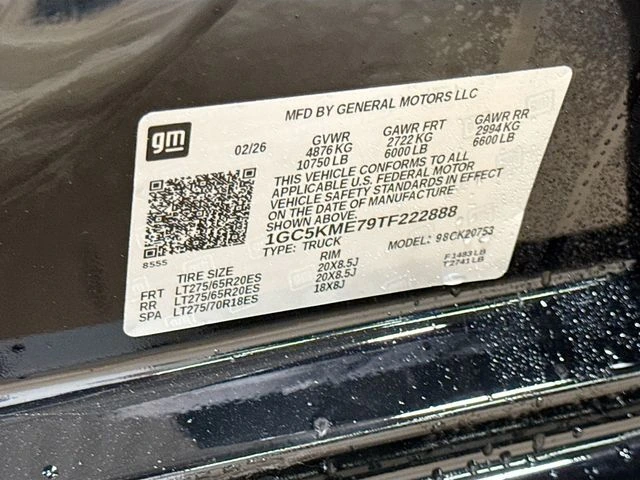 MFD BY GENERAL MOTORS LLC
gm
02/26
GVWR
4876 KG
10750 LB
GAWR FRT
2722 KG
6000 LB
GAWR RR
2994 KG
6600 LB
THIS VEHICLE CONFORMS TO ALL
APPLICABLE U.S. FEDERAL MOTOR
VEHICLE SAFETY STANDARDS IN EFFECT
ON THE DATE OF MANUFACTURE
SHOWN ABOVE.
1GC5KME79TF222888
TYPE: TRUCK
MODEL: 98CK20753
8555
TIRE SIZE
RIM
FRT LT275/65R20ES 20X8.5J
RR LT275/65R20ES 20X8.5J
SPA LT275/70R18ES 18X8J
F1483 LB
T2741 LB